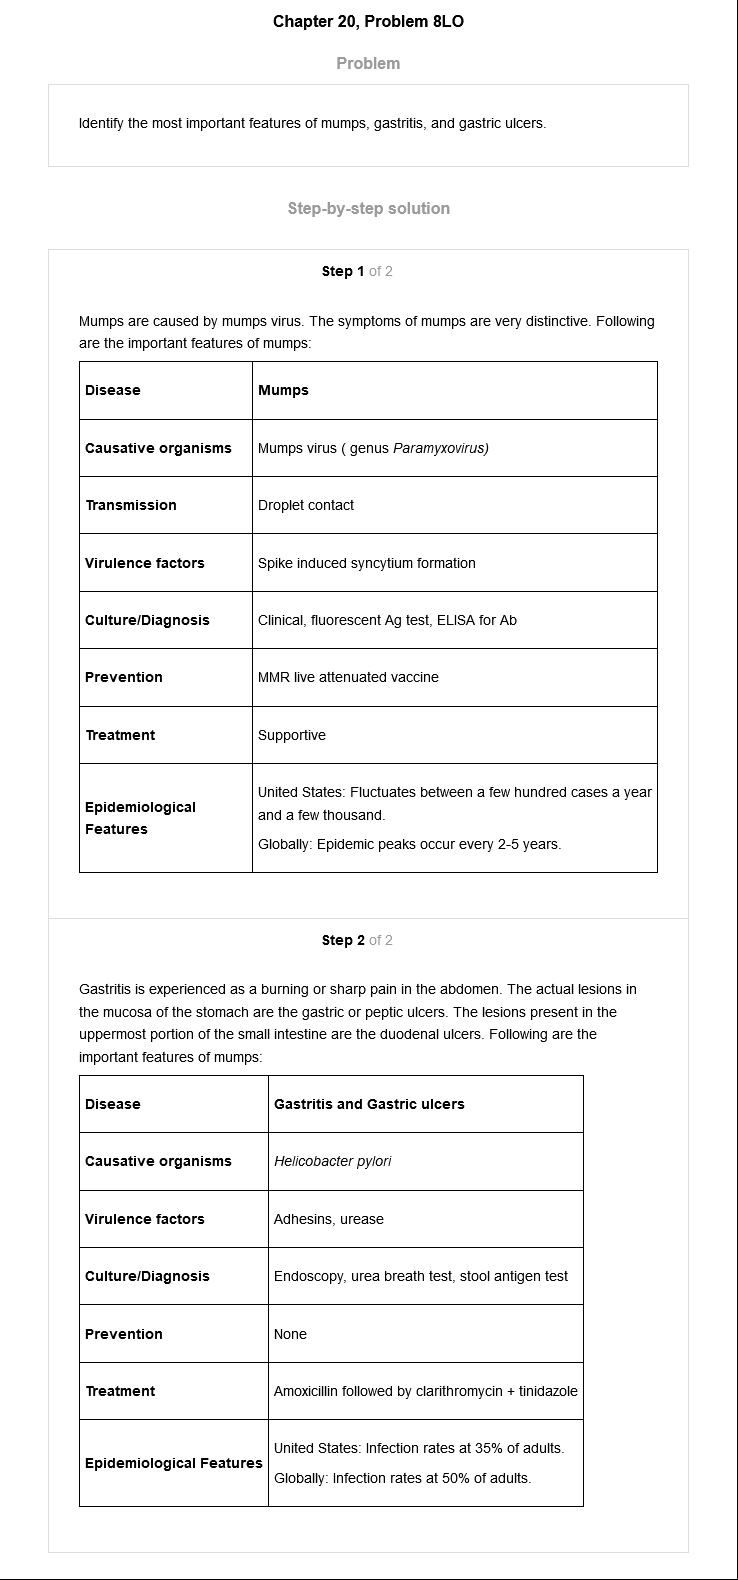 Chapter 20, Problem 8LO
Problem
Identify the most important features of mumps, gastritis, and gastric ulcers.
Step-by-step solution
Step 1 of 2
Mumps are caused by mumps virus. The symptoms of mumps are very distinctive. Following
are the important features of mumps:
Disease Mumps
Causative organisms Mumps virus ( genus Paramyxovirus)
Transmission Droplet contact
Virulence factors Spike induced syncytium formation
Culture/Diagnosis Clinical, fluorescent Ag test, ELISA for Ab
Prevention MMR live attenuated vaccine
Treatment Supportive
Epidemiological
Features
United States: Fluctuates between a few hundred cases a year
and a few thousand.
Globally: Epidemic peaks occur every 2-5 years.
Step 2 of 2
Gastritis is experienced as a burning or sharp pain in the abdomen. The actual lesions in
the mucosa of the stomach are the gastric or peptic ulcers. The lesions present in the
uppermost portion of the small intestine are the duodenal ulcers. Following are the
important features of mumps:
Disease Gastritis and Gastric ulcers
Causative organisms Helicobacter pylori
Virulence factors Adhesins, urease
Culture/Diagnosis Endoscopy, urea breath test, stool antigen test
Prevention None
Treatment Amoxicillin followed by clarithromycin + tinidazole
Epidemiological Features
United States: Infection rates at 35% of adults.
Globally: Infection rates at 50% of adults.